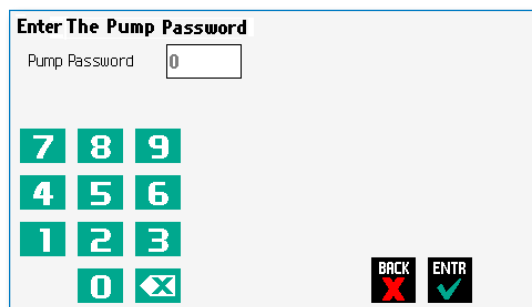 Enter The Pump Password
Pump Password 0
7 8 9
4 5 6
1 2 3
0 X
BACK ENTR